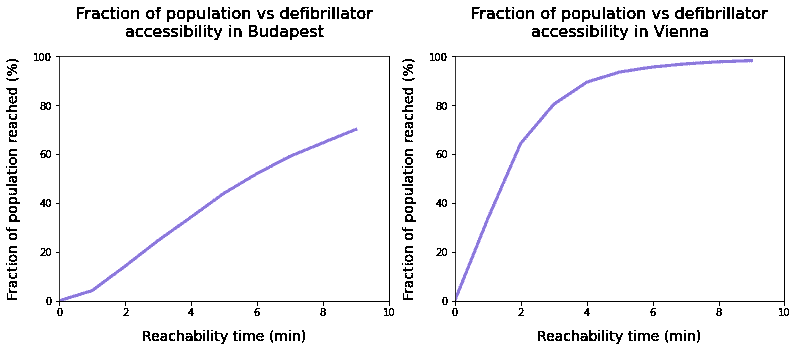 Fraction of population vs defibrillator
accessibility in Budapest
Fraction of population reached (%)
100
80
60
40
20
0
0 2 4 6 8 10
Reachability time (min)
Fraction of population vs defibrillator
accessibility in Vienna
Fraction of population reached (%)
100
80
60
40
20
0
0 2 4 6 8 10
Reachability time (min)